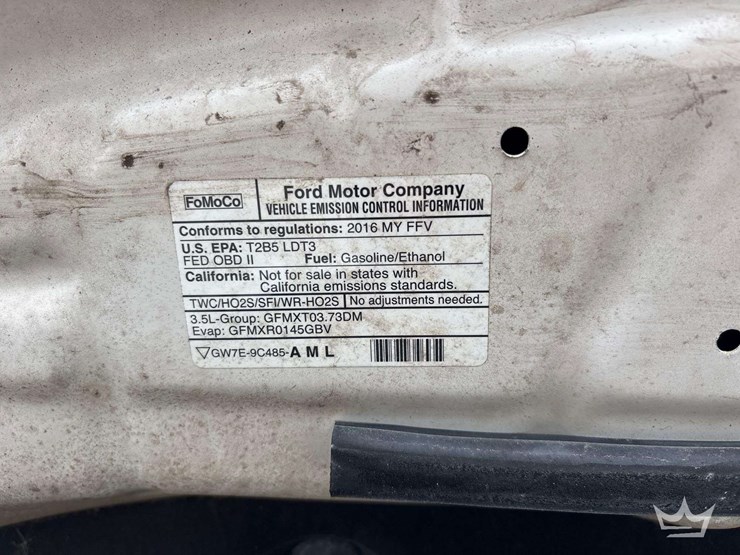 FoMoCo
Ford Motor Company
VEHICLE EMISSION CONTROL INFORMATION
Conforms to regulations: 2016 MY FFV
U.S. EPA: T2B5 LDT3
FED OBD II Fuel: Gasoline/Ethanol
California: Not for sale in states with
California emissions standards.
TWC/HO2S/SFI/WR-HO2S No adjustments needed.
3.5L-Group: GFMXT03.73DM
Evap: GFMXR0145GBV
GW7E-9C485-A M L